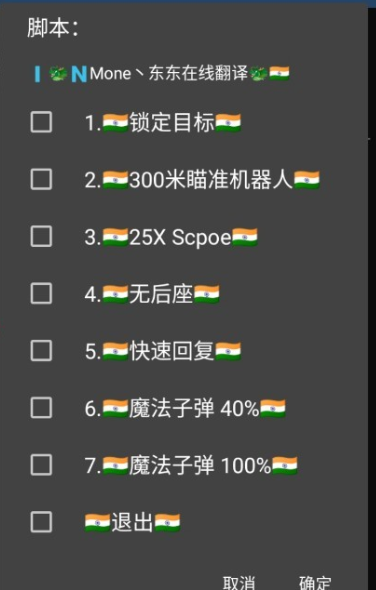 脚本：
I 🐲 N Mone丶东东在线翻译🐲🇮🇳
1.🇮🇳锁定目标🇮🇳
2.🇮🇳300米瞄准机器人🇮🇳
3.🇮🇳25X Scpoe🇮🇳
4.🇮🇳无后座🇮🇳
5.🇮🇳快速回复🇮🇳
6.🇮🇳魔法子弹 40%🇮🇳
7.🇮🇳魔法子弹 100%🇮🇳
🇮🇳退出🇮🇳
取消 确定